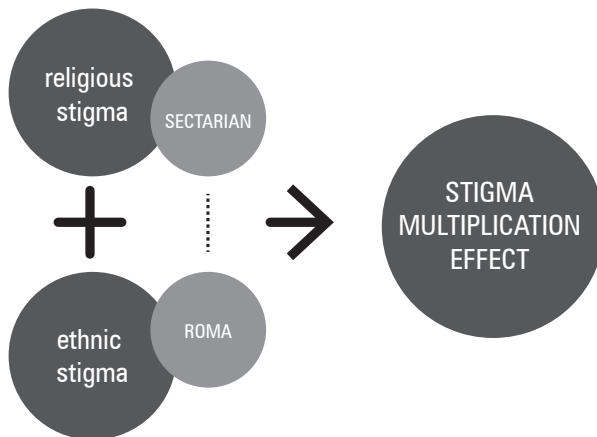 religious
stigma
SECTARIAN
ethnic
stigma
ROMA
STIGMA
MULTIPLICATION
EFFECT